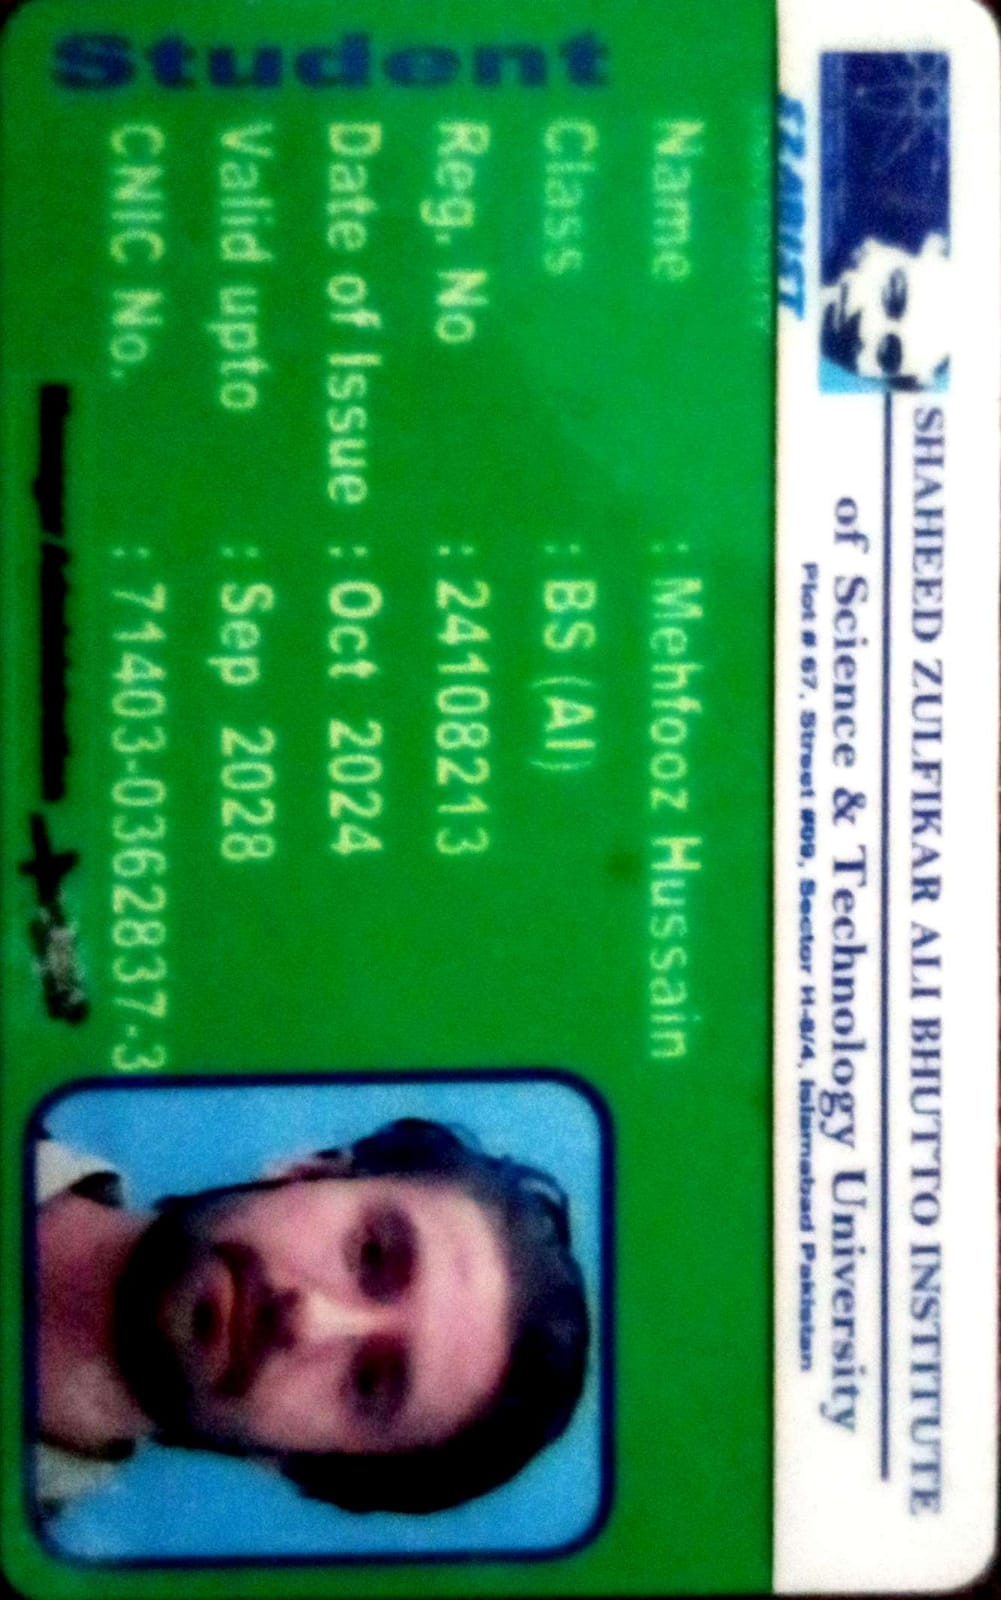 SHAHEED ZULFIKAR ALI BHUTTO INSTITUTE
of Science & Technology University
Plot # 67, Street #09, Sector H-8/4, Islamabad Pakistan
SZABIST
UNIVERSITY
Student
Name : Mehfooz Hussain
Class : BS (AI)
Reg. No : 24108213
Date of Issue : Oct 2024
Valid upto : Sep 2028
CNIC No. : 71403-0362837-3
Manager Administration